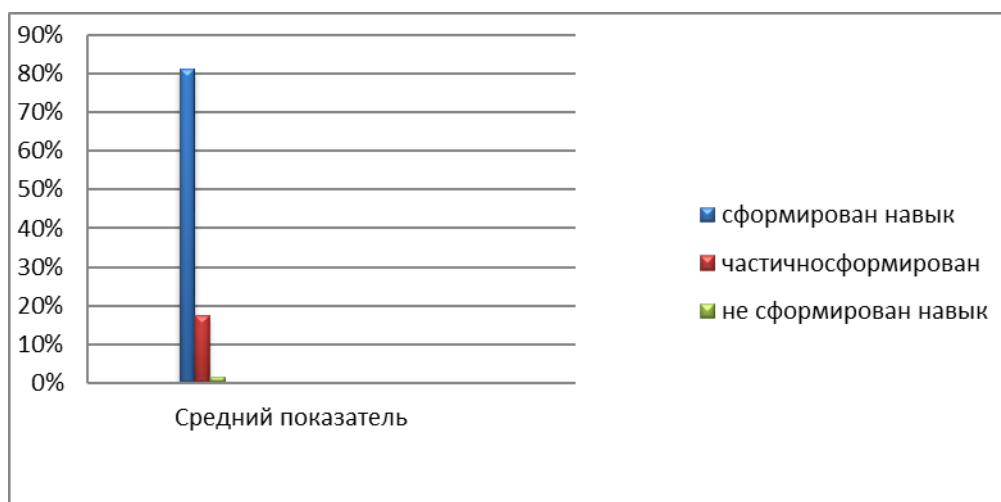 90%
80%
70%
60%
50%
40%
30%
20%
10%
0%
Средний показатель
сформирован навык
частичносформирован
не сформирован навык